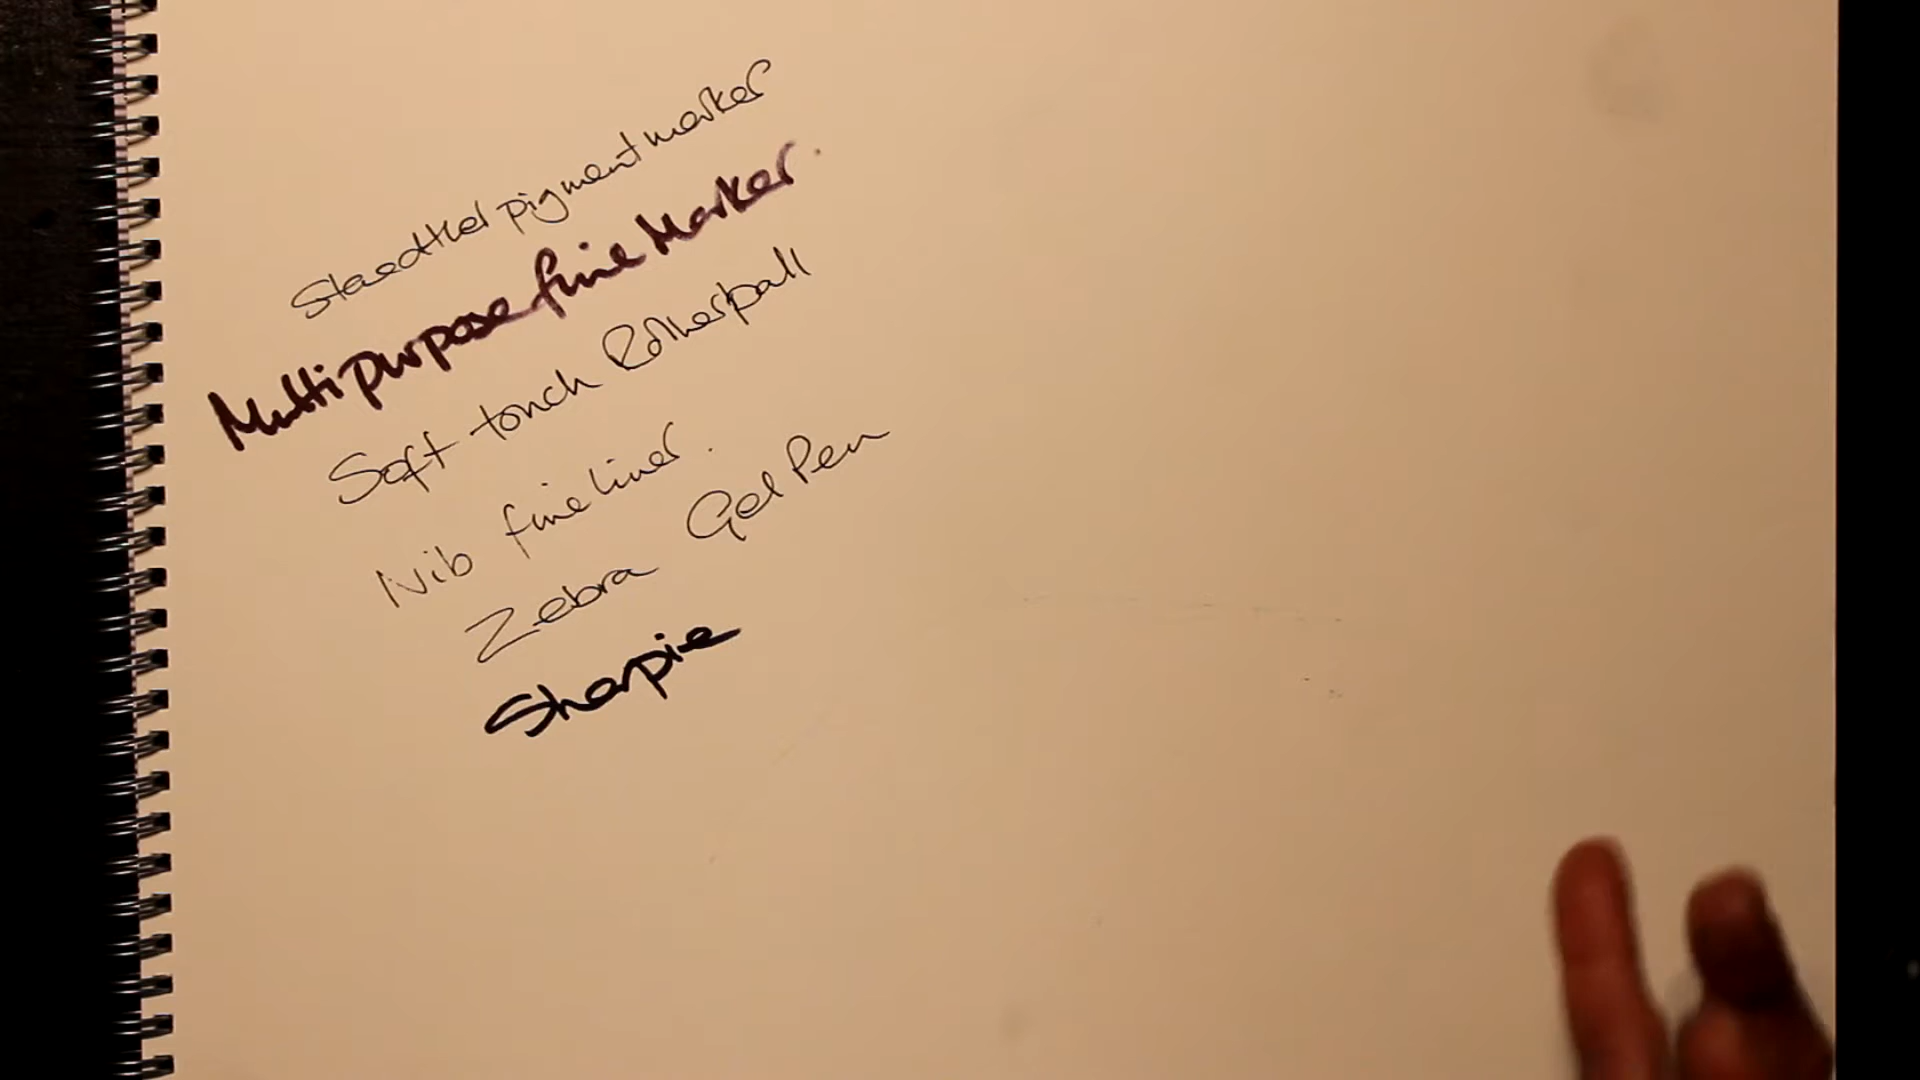 Staedtler pigment marker
Multi purpose fine Marker.
Soft touch Rollerball
Nib fine liner.
Zebra Gel Pen
Sharpie